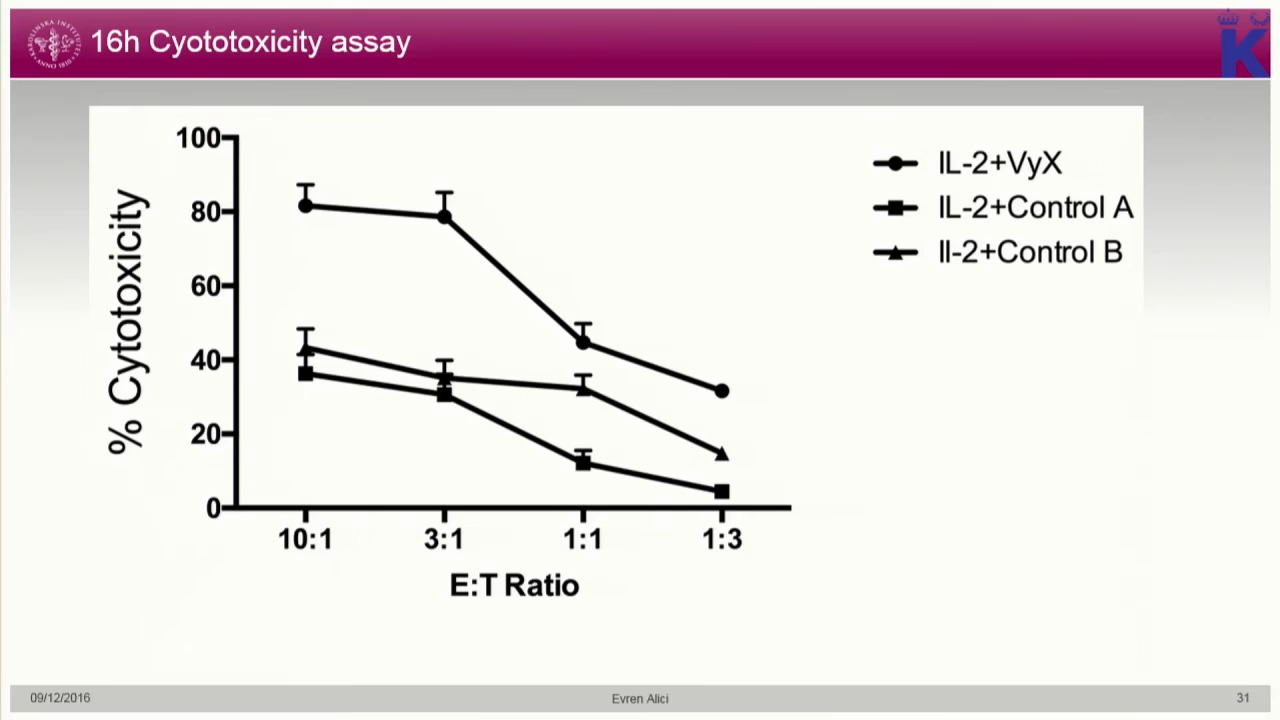 16h Cyototoxicity assay
K
% Cytotoxicity
100
80
60
40
20
0
10:1 3:1 1:1 1:3
E:T Ratio
IL-2+VyX
IL-2+Control A
Il-2+Control B
09/12/2016 Evren Alici 31